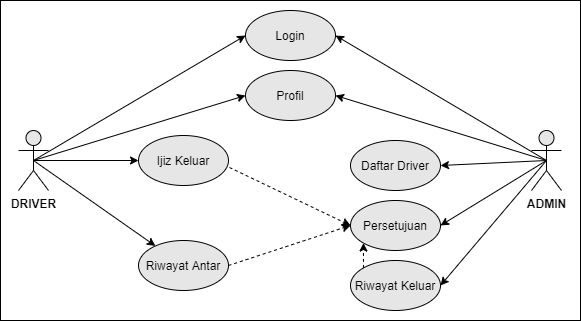 Login
Profil
Ijiz Keluar
Daftar Driver
DRIVER
ADMIN
Persetujuan
Riwayat Antar
Riwayat Keluar